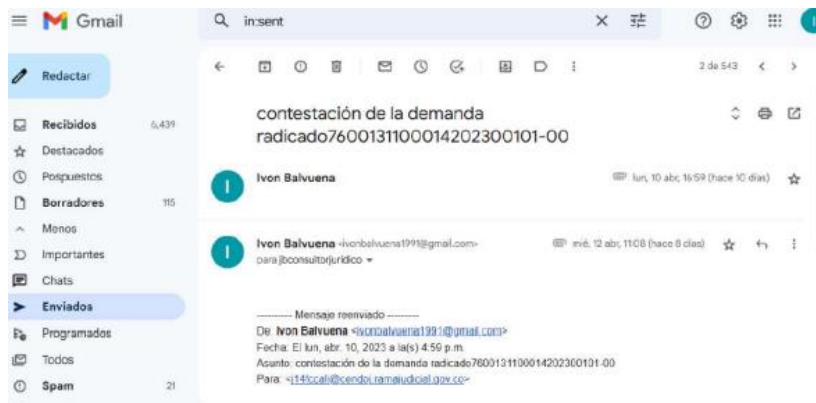 Gmail
in:sent
Redactar
2 de 543
Recibidos 6,439
Destacados
Pospuestos
Borradores 115
Menos
Importantes
Chats
Enviados
Programados
Todos
Spam 21
contestación de la demanda
radicado7600131100014202300101-00
I
Ivon Balvuena lun, 10 abr, 16:59 (hace 10 días)
I
Ivon Balvuena <ivonbalvuena1991@gmail.com> mié, 12 abr, 11:08 (hace 8 días)
para jbconsultorjuridico
---------- Mensaje reenviado ---------
De: Ivon Balvuena <ivonbalvuena1991@gmail.com>
Fecha: El lun, abr. 10, 2023 a la(s) 4:59 p.m.
Asunto: contestación de la demanda radicado7600131100014202300101-00
Para: <j14fccali@cendoj.ramajudicial.gov.co>